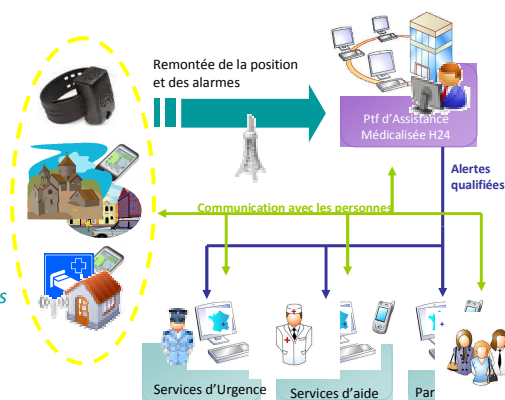 Remontée de la position
et des alarmes
Ptf d'Assistance
Médicalisée H24
Alertes
qualifiées
Communication avec les personnes
s
Services d'Urgence
Services d'aide
Par